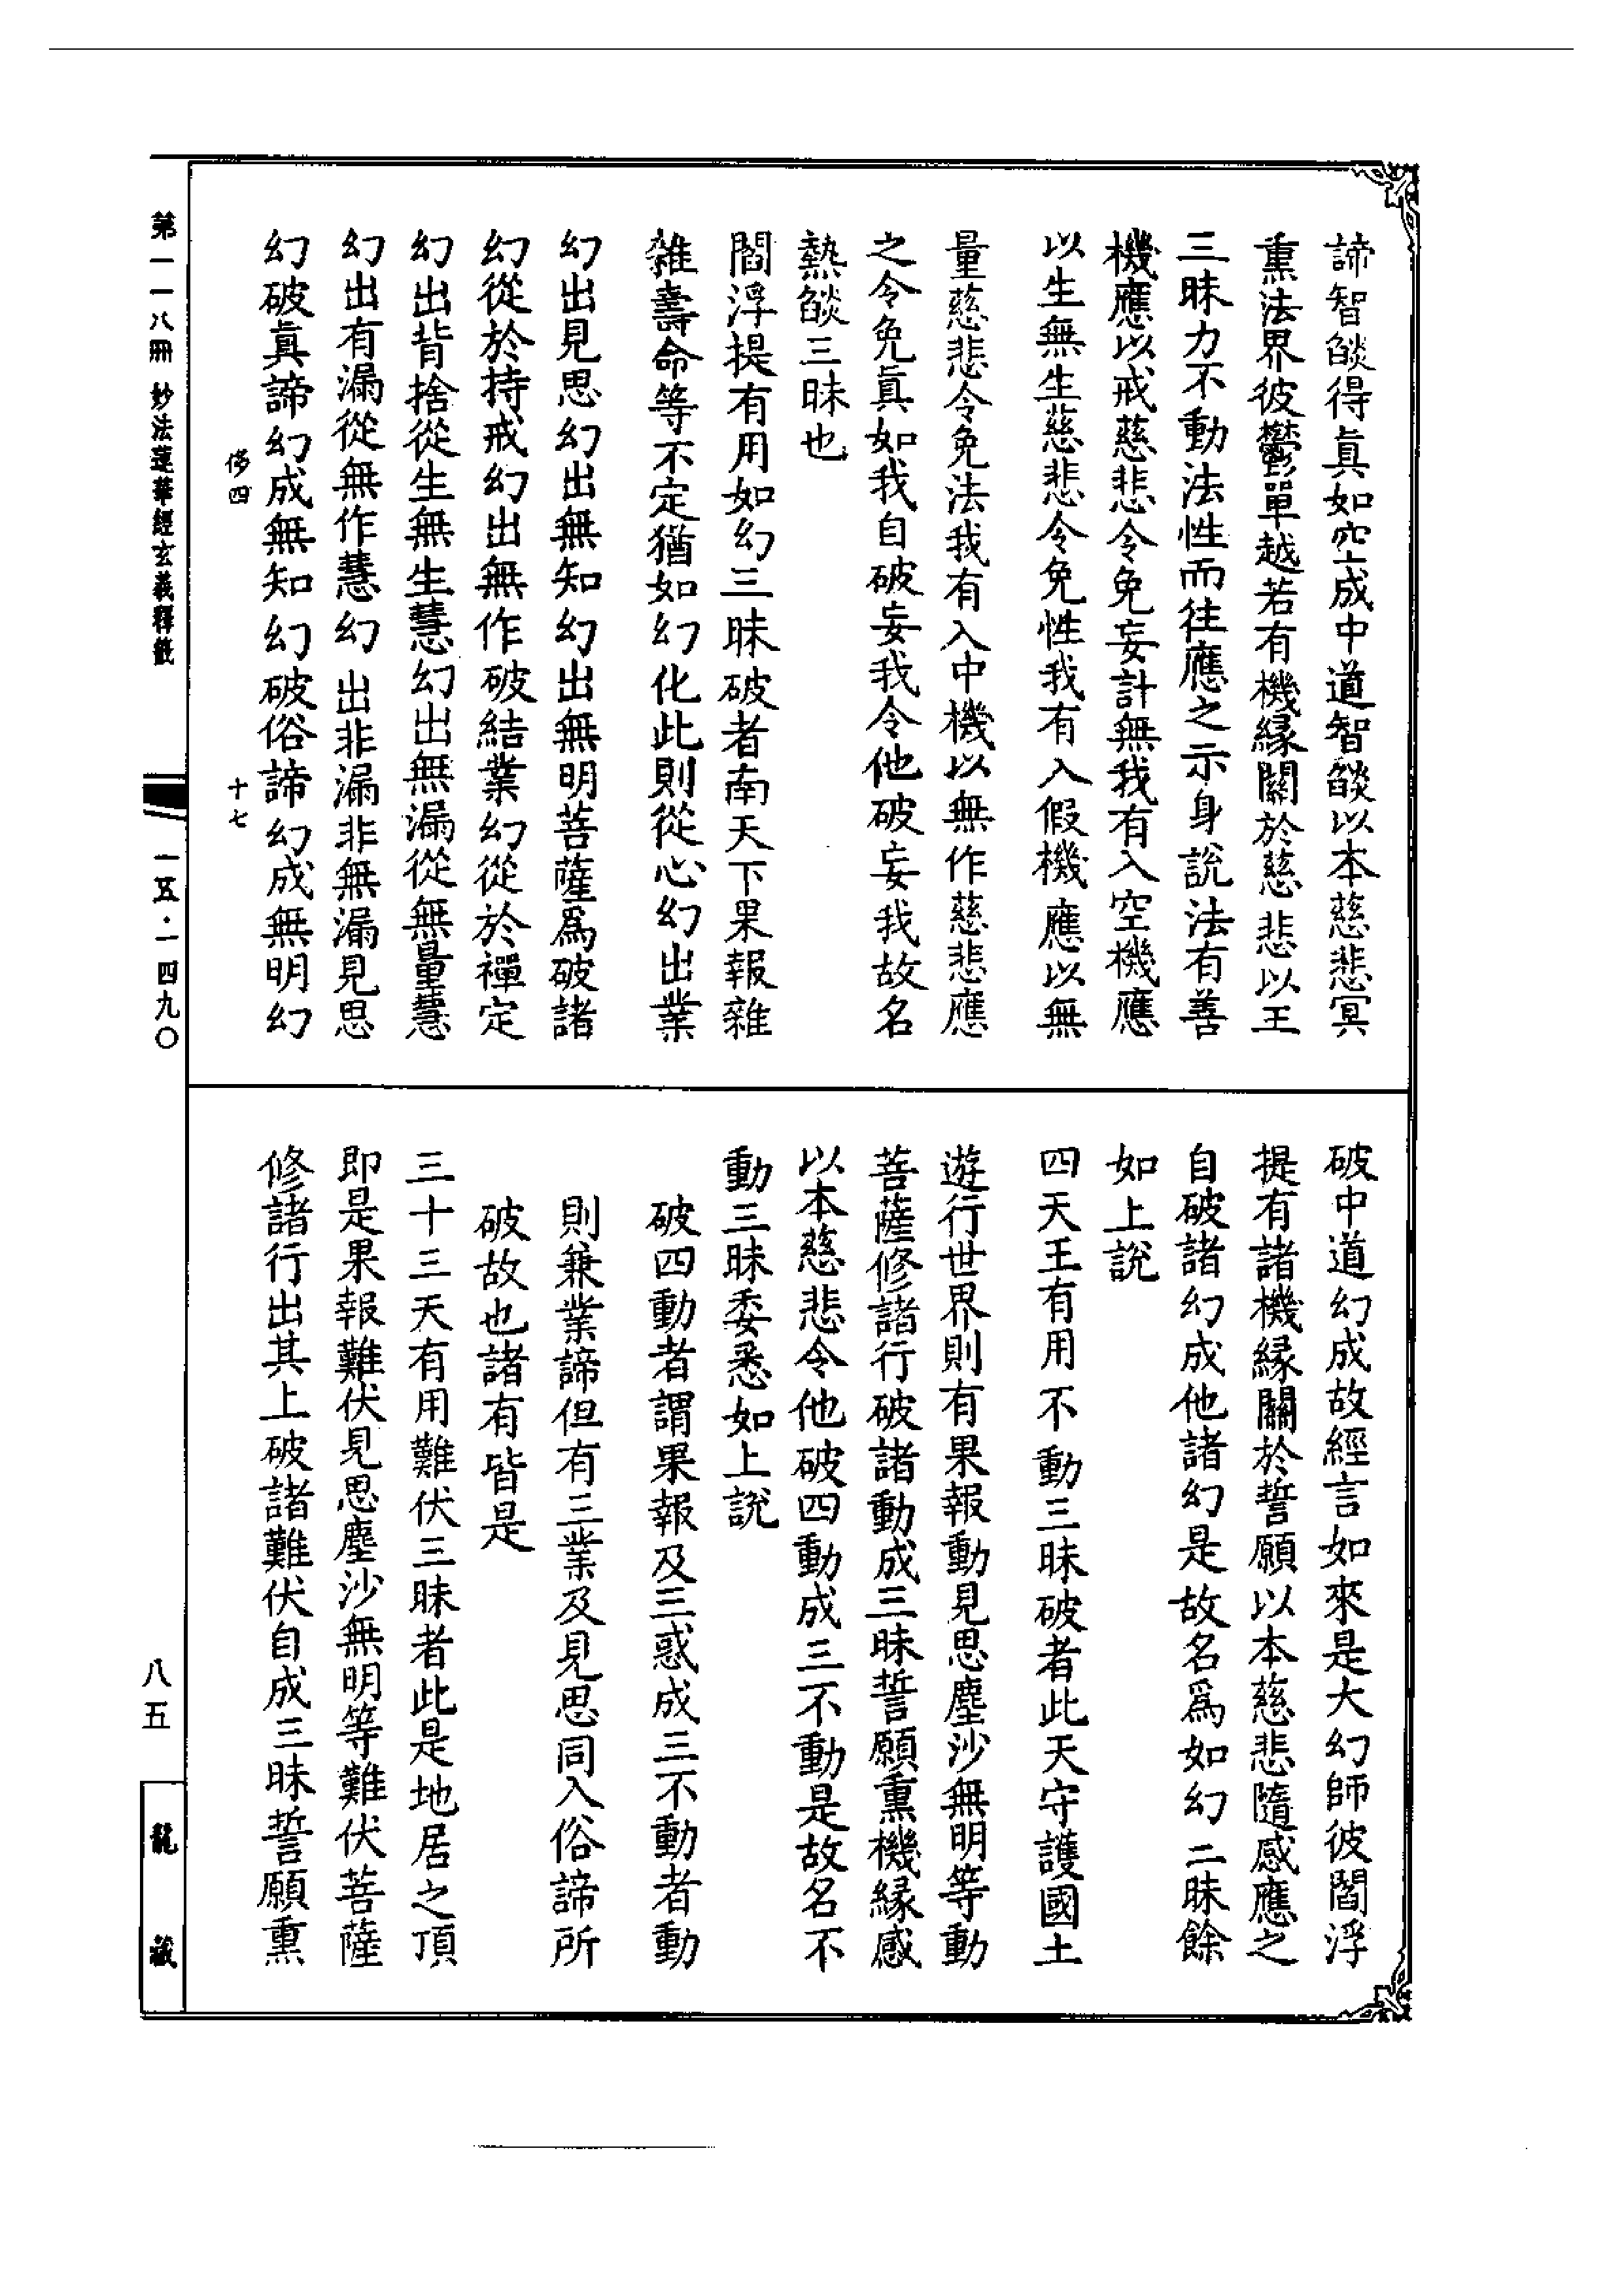 諦智𦦨得真如空成中道智𦦨以本慈悲冥
熏法界彼鬱單越若有機緣關於慈悲以王
三昧力不動法性而往應之示身說法有善
機應以戒慈悲令免妄計無我有入空機應
以生無生慈悲令免性我有入假機應以無
量慈悲令免法我有入中機以無作慈悲應
之令免真如我自破妄我令他破妄我故名
熱𦦨三昧也
閻浮提有用如幻三昧破者南天下果報雜
雜壽命等不定猶如幻化此則從心幻出業
幻出見思幻出無知幻出無明菩薩為破諸
幻從於持戒幻出無作破結業幻從於禪定
幻出背捨從生無生慧幻出無漏從無量慧
幻出有漏從無作慧幻出非漏非無漏見思
幻破真諦幻成無知幻破俗諦幻成無明幻
侈四
十七
破中道幻成故經言如來是大幻師彼閻浮
提有諸機緣關於誓願以本慈悲隨感應之
自破諸幻成他諸幻是故名為如幻三昧餘
如上說
四天王有用不動三昧破者此天守護國土
遊行世界則有果報動見思塵沙無明等動
菩薩修諸行破諸動成三昧誓願熏機緣感
以本慈悲令他破四動成三不動是故名不
動三昧委悉如上說
破四動者謂果報及三惑成三不動者動
則兼業諦但有三業及見思同入俗諦所
破故也諸有皆是
三十三天有用難伏三昧者此是地居之頂
即是果報難伏見思塵沙無明等難伏菩薩
修諸行出其上破諸難伏自成三昧誓願熏
第一一八冊 妙法蓮華經玄義釋籤
一五·一四九〇
八五
龍藏